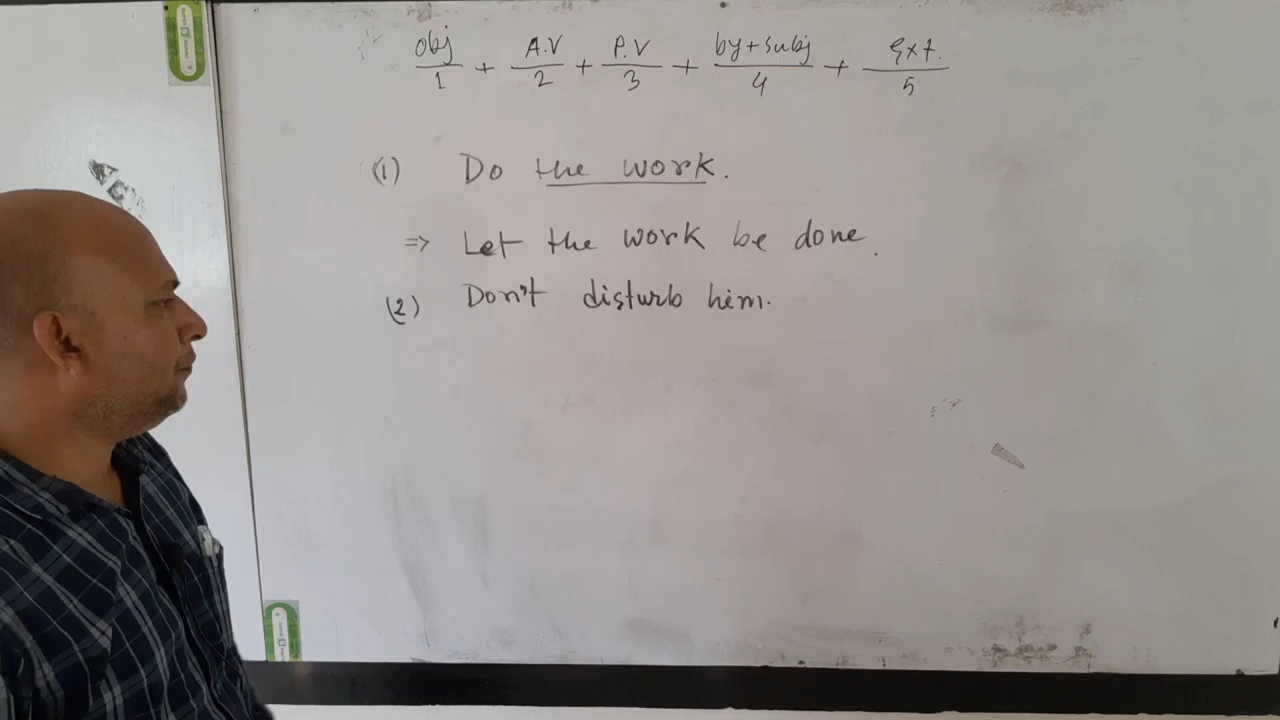 obj/1 + A.V/2 + P.V/3 + by+subj/4 + Ext./5
(1) Do the work.
=> Let the work be done.
(2) Don't disturb him.